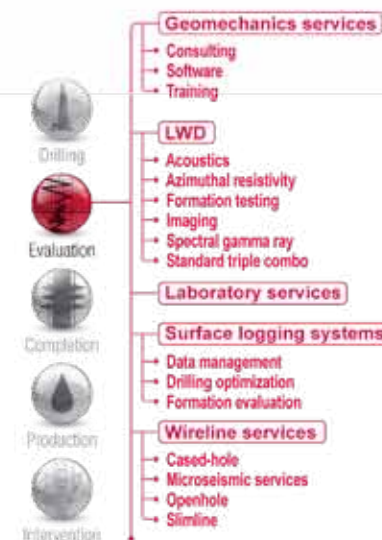 Geomechanics services
Consulting
Software
Training
Drilling
LWD
Acoustics
Azimuthal resistivity
Formation testing
Imaging
Spectral gamma ray
Standard triple combo
Evaluation
Laboratory services
Completion
Surface logging systems
Data management
Drilling optimization
Formation evaluation
Production
Wireline services
Cased-hole
Microseismic services
Openhole
Slimline
Intervention